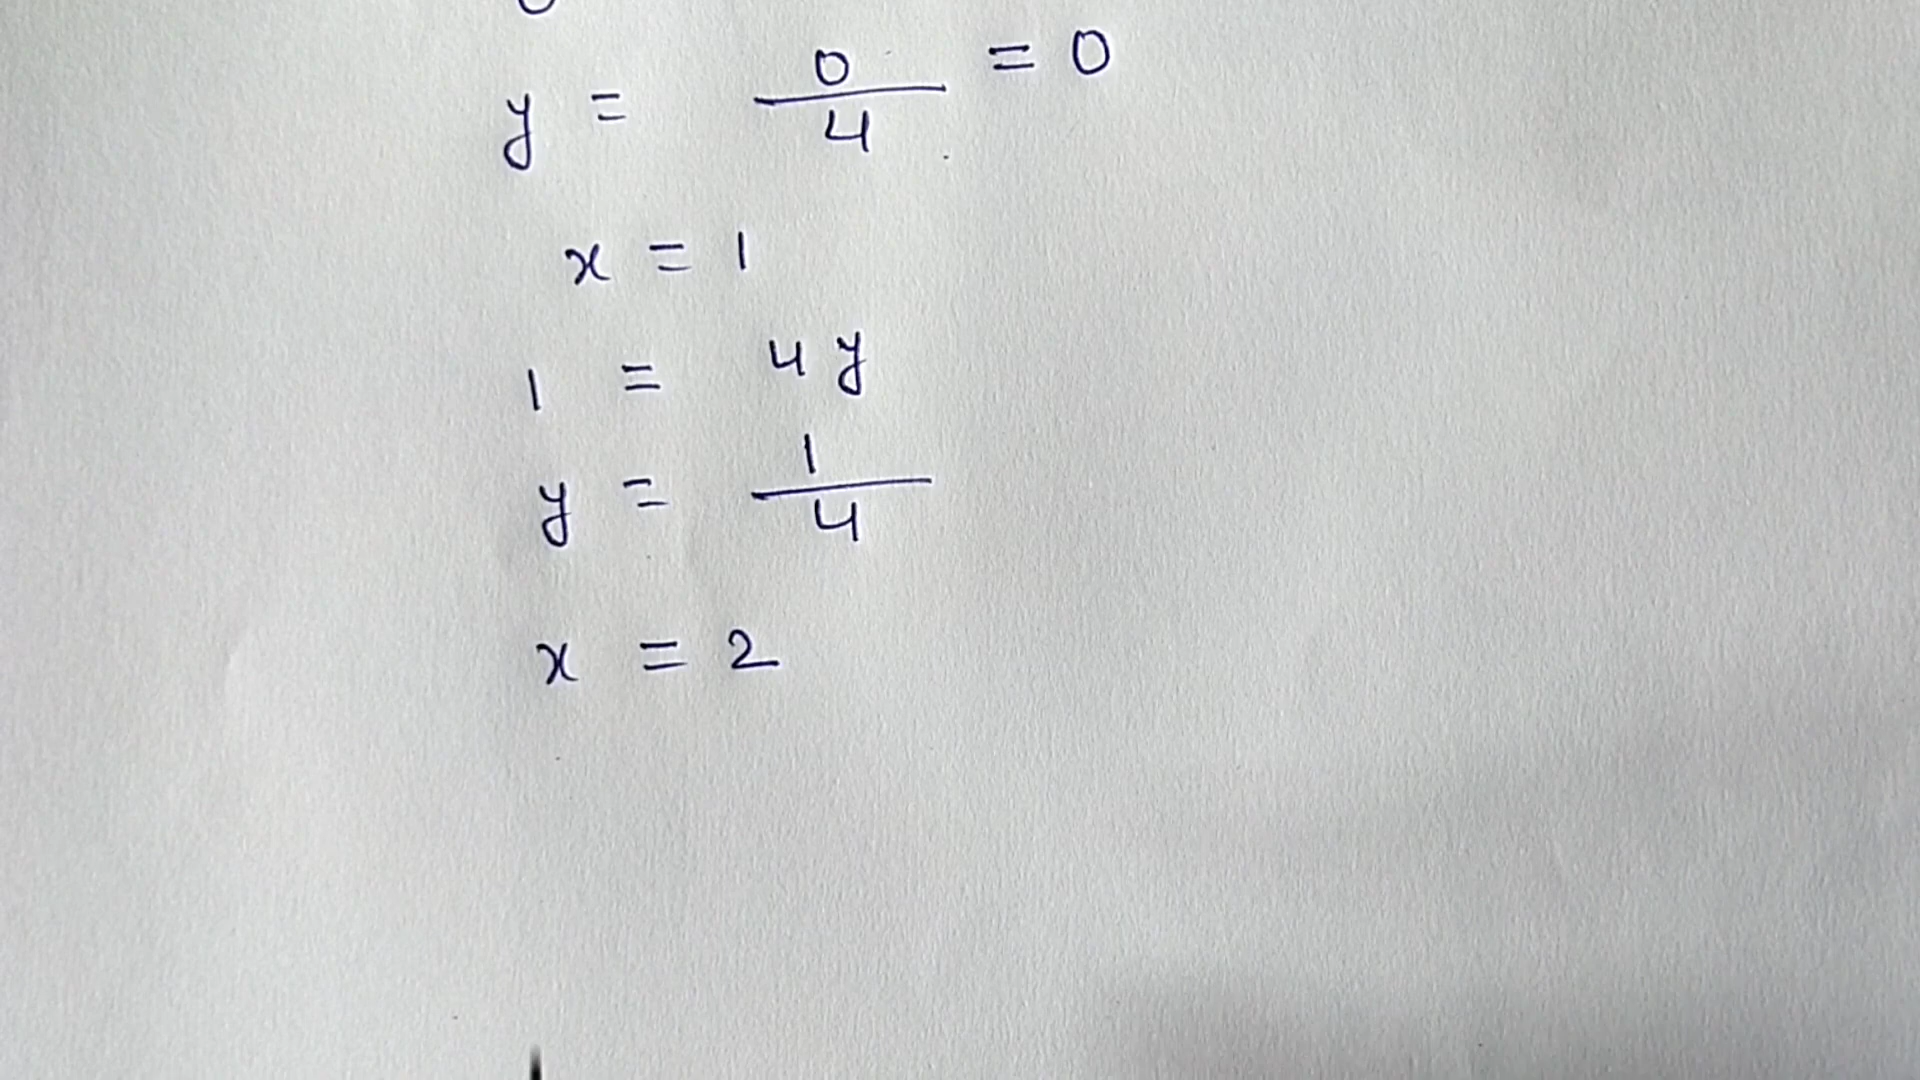 y = 0/4 = 0
x = 1
1 = 4y
y = 1/4
x = 2